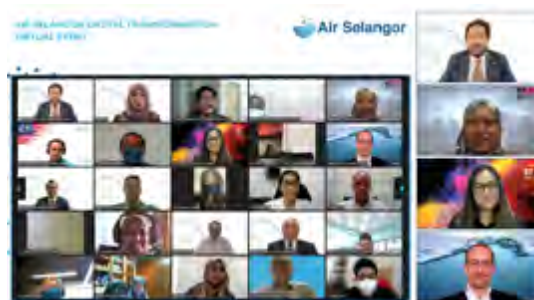 AIR SELANGOR DIGITAL TRANSFORMATION
VIRTUAL EVENT
Air Selangor